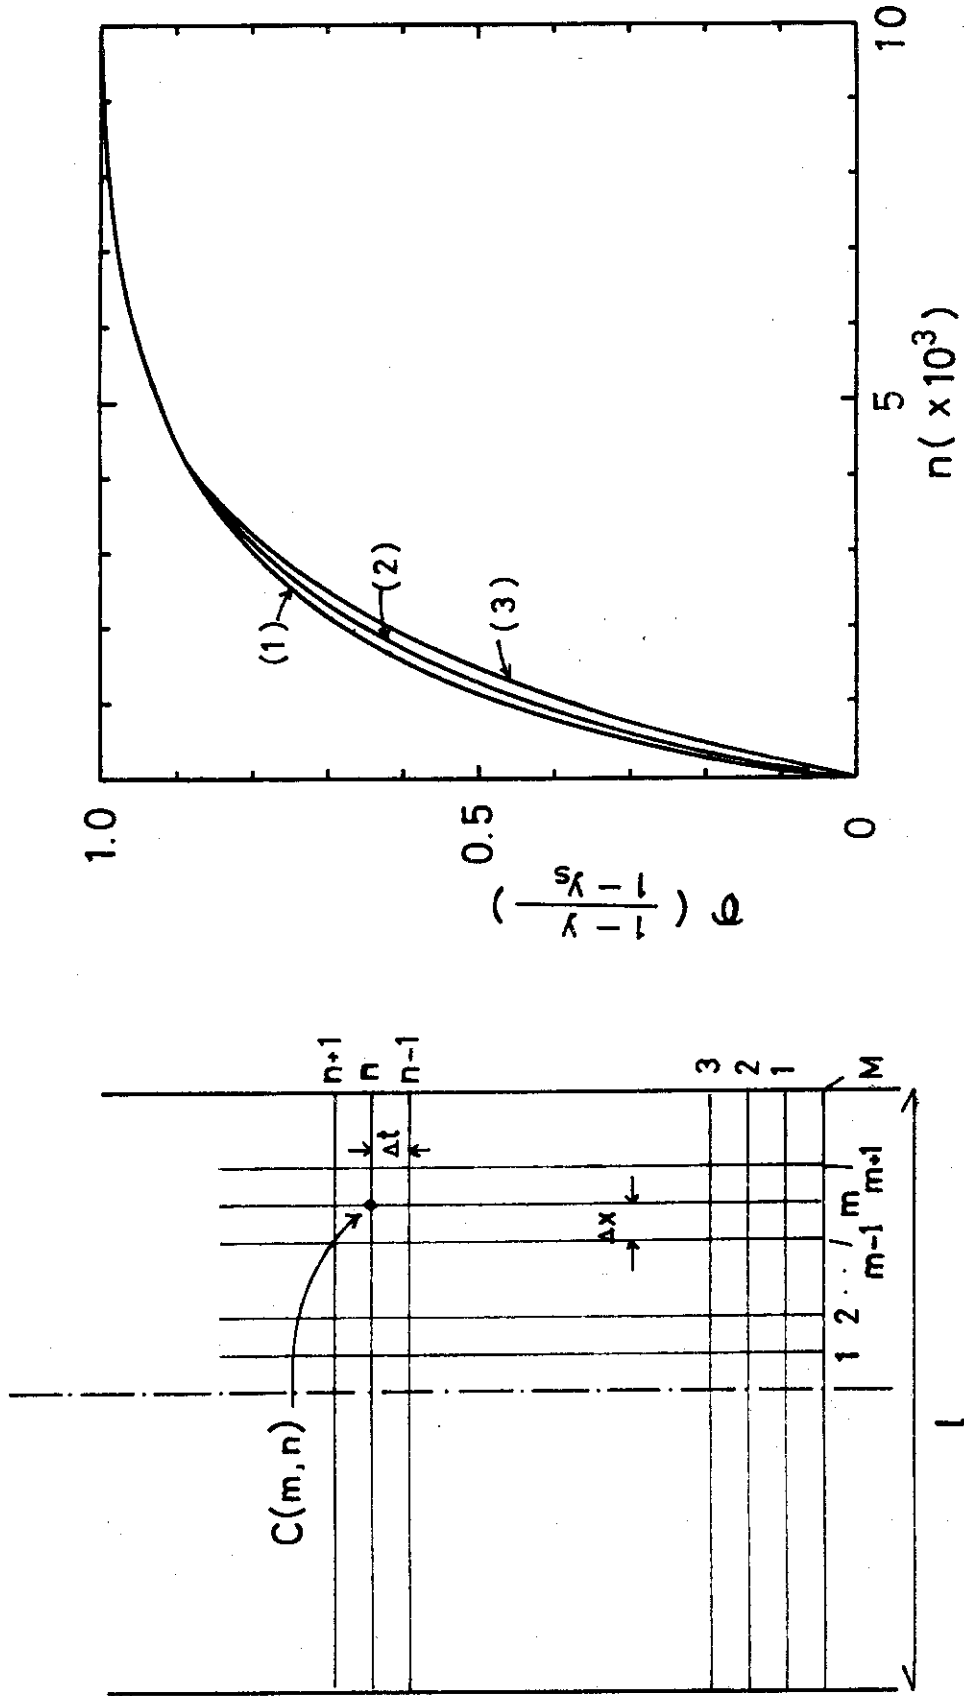 1.0
0.5
0
5
10
n( ×10³)
( 1 − y / 1 − yₛ )
(1)
(2)
(3)
C(m, n)
n+1
n
n−1
Δt
Δx
3
2
1
M
1 2 · · m−1 m m+1